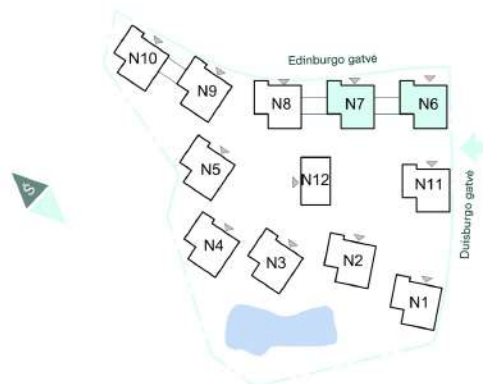 Edinburgo gatvė
N10
N9
N8
N7
N6
N5
N12
N11
Duisburgo gatvė
Š
N4
N3
N2
N1